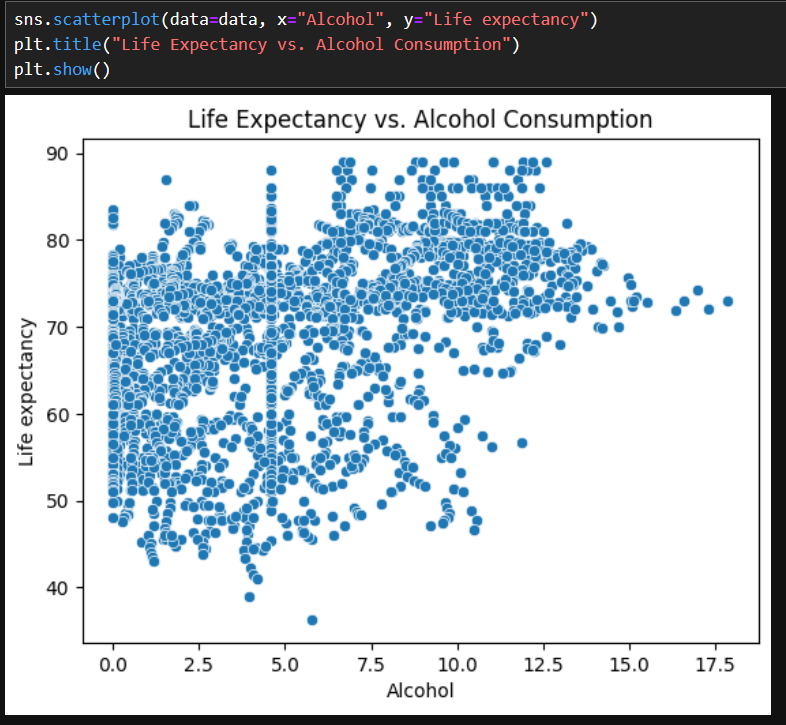 sns.scatterplot(data=data, x="Alcohol", y="Life expectancy")
plt.title("Life Expectancy vs. Alcohol Consumption")
plt.show()
Life Expectancy vs. Alcohol Consumption
90
80
70
60
50
40
Life expectancy
0.0 2.5 5.0 7.5 10.0 12.5 15.0 17.5
Alcohol